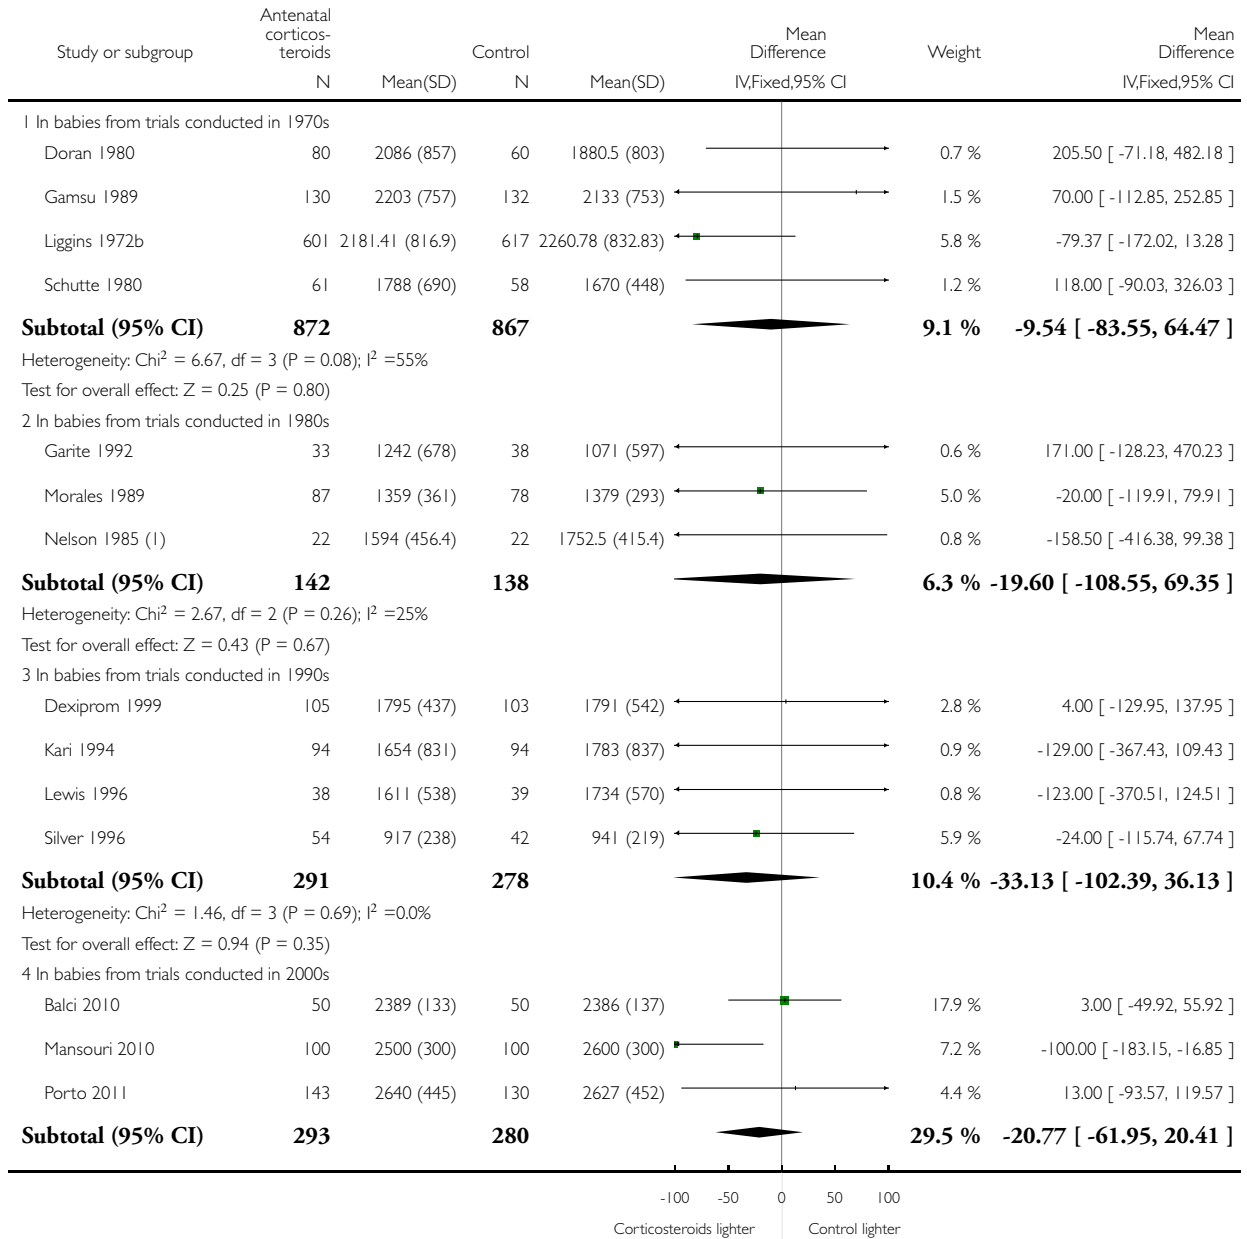 Antenatal
corticos-
teroids
Study or subgroup Control Mean Difference Weight Mean Difference
N Mean(SD) N Mean(SD) IV,Fixed,95% CI IV,Fixed,95% CI
1 In babies from trials conducted in 1970s
Doran 1980 80 2086 (857) 60 1880.5 (803) 0.7 % 205.50 [ -71.18, 482.18 ]
Gamsu 1989 130 2203 (757) 132 2133 (753) 1.5 % 70.00 [ -112.85, 252.85 ]
Liggins 1972b 601 2181.41 (816.9) 617 2260.78 (832.83) 5.8 % -79.37 [ -172.02, 13.28 ]
Schutte 1980 61 1788 (690) 58 1670 (448) 1.2 % 118.00 [ -90.03, 326.03 ]
Subtotal (95% CI) 872 867 9.1 % -9.54 [ -83.55, 64.47 ]
Heterogeneity: Chi² = 6.67, df = 3 (P = 0.08); I² =55%
Test for overall effect: Z = 0.25 (P = 0.80)
2 In babies from trials conducted in 1980s
Garite 1992 33 1242 (678) 38 1071 (597) 0.6 % 171.00 [ -128.23, 470.23 ]
Morales 1989 87 1359 (361) 78 1379 (293) 5.0 % -20.00 [ -119.91, 79.91 ]
Nelson 1985 (1) 22 1594 (456.4) 22 1752.5 (415.4) 0.8 % -158.50 [ -416.38, 99.38 ]
Subtotal (95% CI) 142 138 6.3 % -19.60 [ -108.55, 69.35 ]
Heterogeneity: Chi² = 2.67, df = 2 (P = 0.26); I² =25%
Test for overall effect: Z = 0.43 (P = 0.67)
3 In babies from trials conducted in 1990s
Dexiprom 1999 105 1795 (437) 103 1791 (542) 2.8 % 4.00 [ -129.95, 137.95 ]
Kari 1994 94 1654 (831) 94 1783 (837) 0.9 % -129.00 [ -367.43, 109.43 ]
Lewis 1996 38 1611 (538) 39 1734 (570) 0.8 % -123.00 [ -370.51, 124.51 ]
Silver 1996 54 917 (238) 42 941 (219) 5.9 % -24.00 [ -115.74, 67.74 ]
Subtotal (95% CI) 291 278 10.4 % -33.13 [ -102.39, 36.13 ]
Heterogeneity: Chi² = 1.46, df = 3 (P = 0.69); I² =0.0%
Test for overall effect: Z = 0.94 (P = 0.35)
4 In babies from trials conducted in 2000s
Balci 2010 50 2389 (133) 50 2386 (137) 17.9 % 3.00 [ -49.92, 55.92 ]
Mansouri 2010 100 2500 (300) 100 2600 (300) 7.2 % -100.00 [ -183.15, -16.85 ]
Porto 2011 143 2640 (445) 130 2627 (452) 4.4 % 13.00 [ -93.57, 119.57 ]
Subtotal (95% CI) 293 280 29.5 % -20.77 [ -61.95, 20.41 ]
-100 -50 0 50 100
Corticosteroids lighter Control lighter